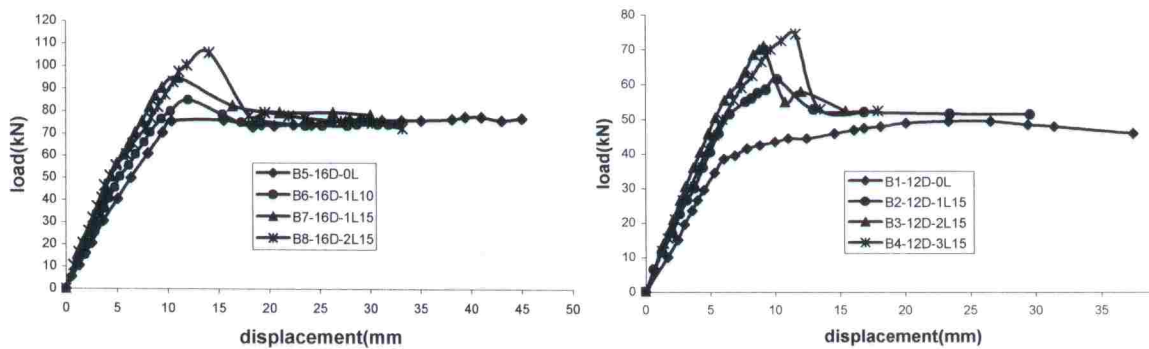 120
110
100
90
80
70
60
50
40
30
20
10
0
load(kN)
0 5 10 15 20 25 30 35 40 45 50
displacement(mm
B5-16D-0L
B6-16D-1L10
B7-16D-1L15
B8-16D-2L15
80
70
60
50
40
30
20
10
0
load(kN)
0 5 10 15 20 25 30 35
displacement(mm)
B1-12D-0L
B2-12D-1L15
B3-12D-2L15
B4-12D-3L15